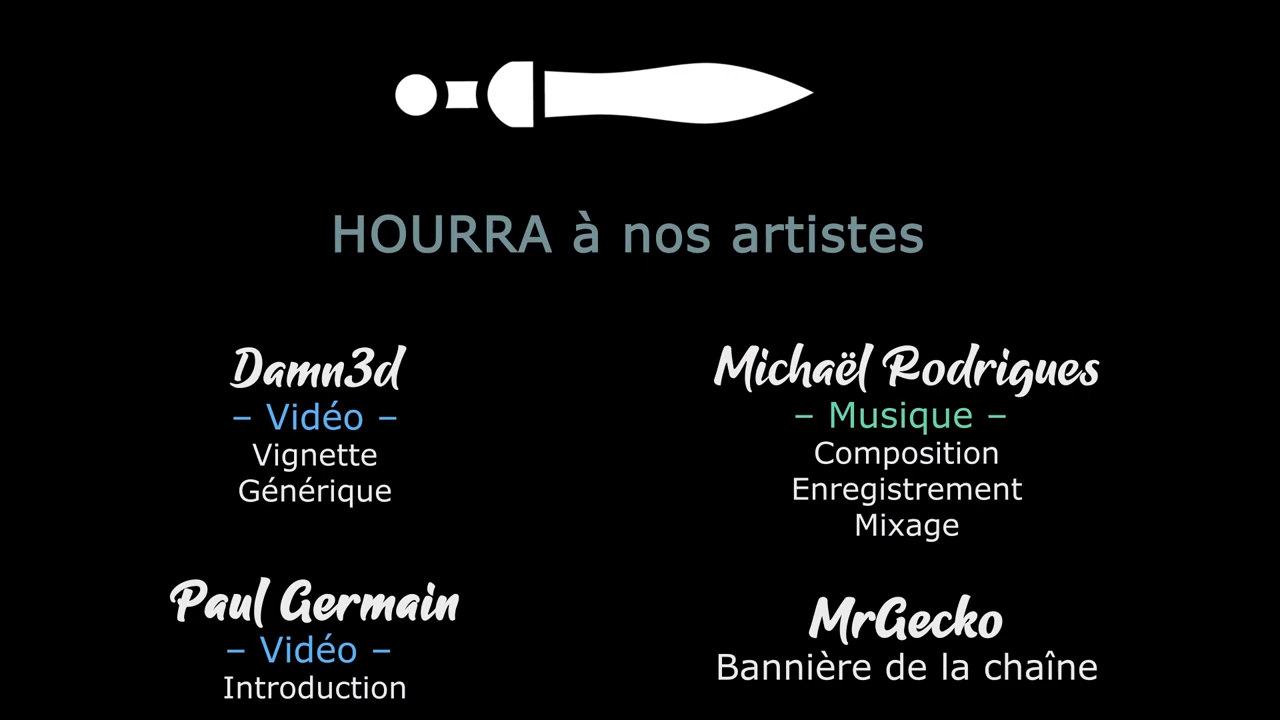 HOURRA à nos artistes
Damn3d
– Vidéo –
Vignette
Générique
Michaël Rodrigues
– Musique –
Composition
Enregistrement
Mixage
Paul Germain
– Vidéo –
Introduction
MrGecko
Bannière de la chaîne